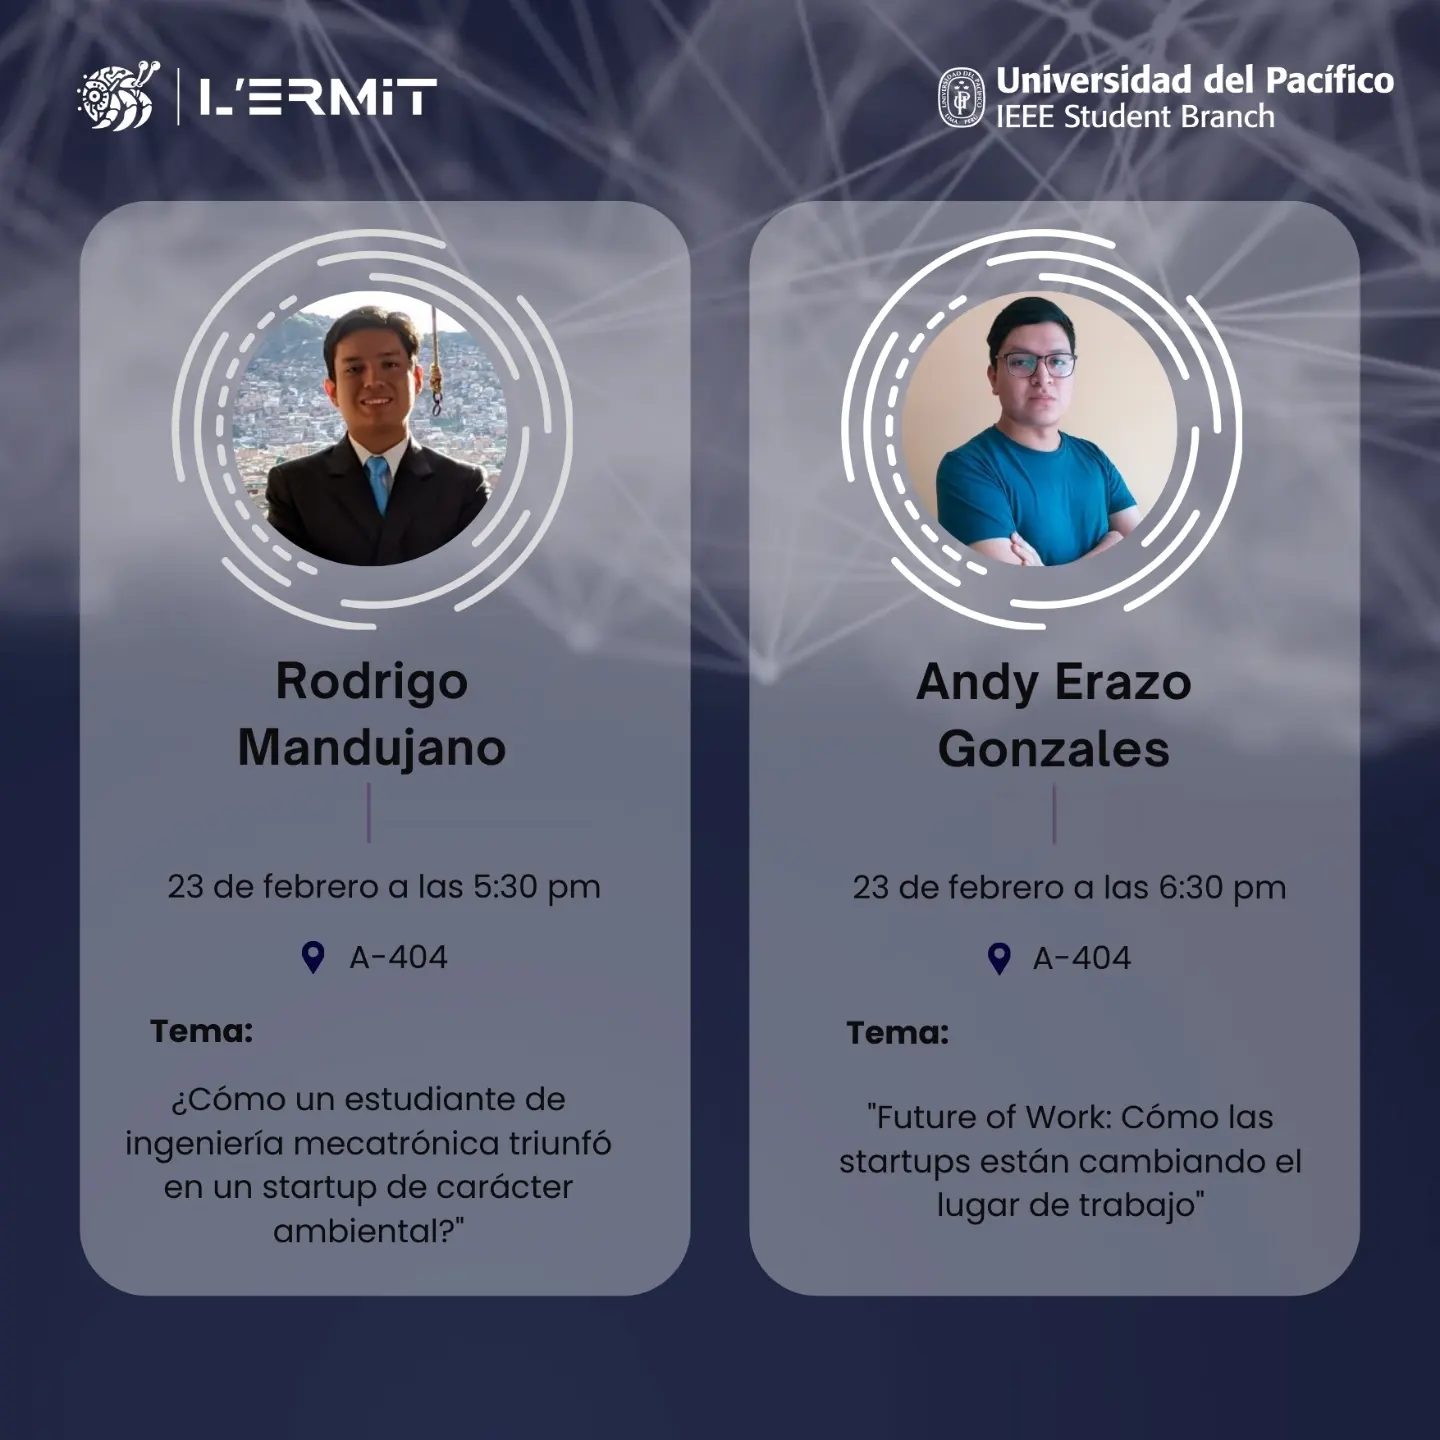 L'ERMiT
Universidad del Pacífico
IEEE Student Branch
Rodrigo
Mandujano
23 de febrero a las 5:30 pm
A-404
Tema:
¿Cómo un estudiante de
ingeniería mecatrónica triunfó
en un startup de carácter
ambiental?"
Andy Erazo
Gonzales
23 de febrero a las 6:30 pm
A-404
Tema:
"Future of Work: Cómo las
startups están cambiando el
lugar de trabajo"